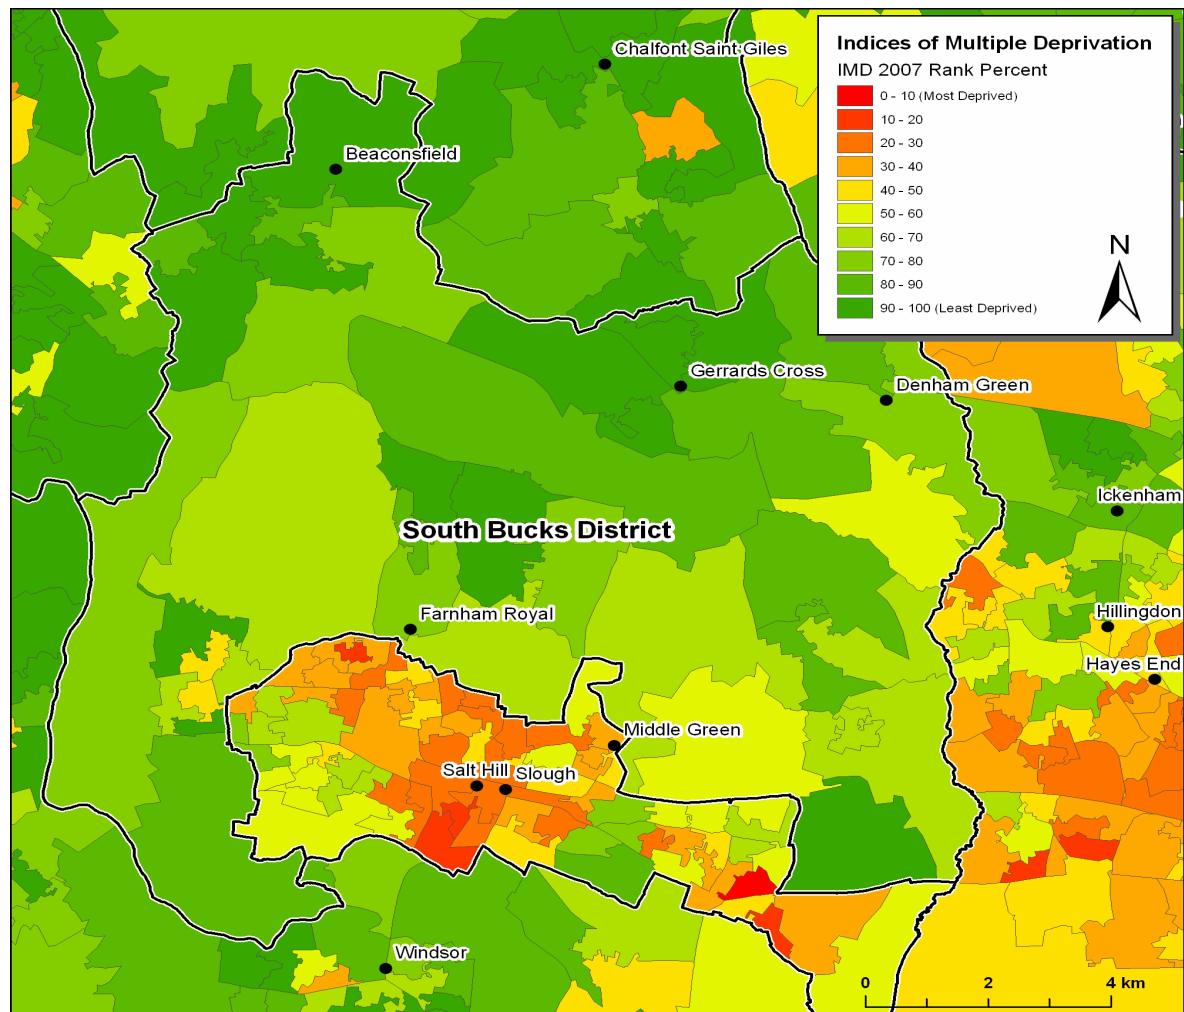 Chalfont Saint Giles
Indices of Multiple Deprivation
IMD 2007 Rank Percent
0 - 10 (Most Deprived)
10 - 20
20 - 30
30 - 40
40 - 50
50 - 60
60 - 70
70 - 80
80 - 90
90 - 100 (Least Deprived)
N
Beaconsfield
Gerrards Cross
Denham Green
Ickenham
South Bucks District
Farnham Royal
Hillingdon
Hayes End
Middle Green
Salt Hill
Slough
Windsor
0 2 4 km